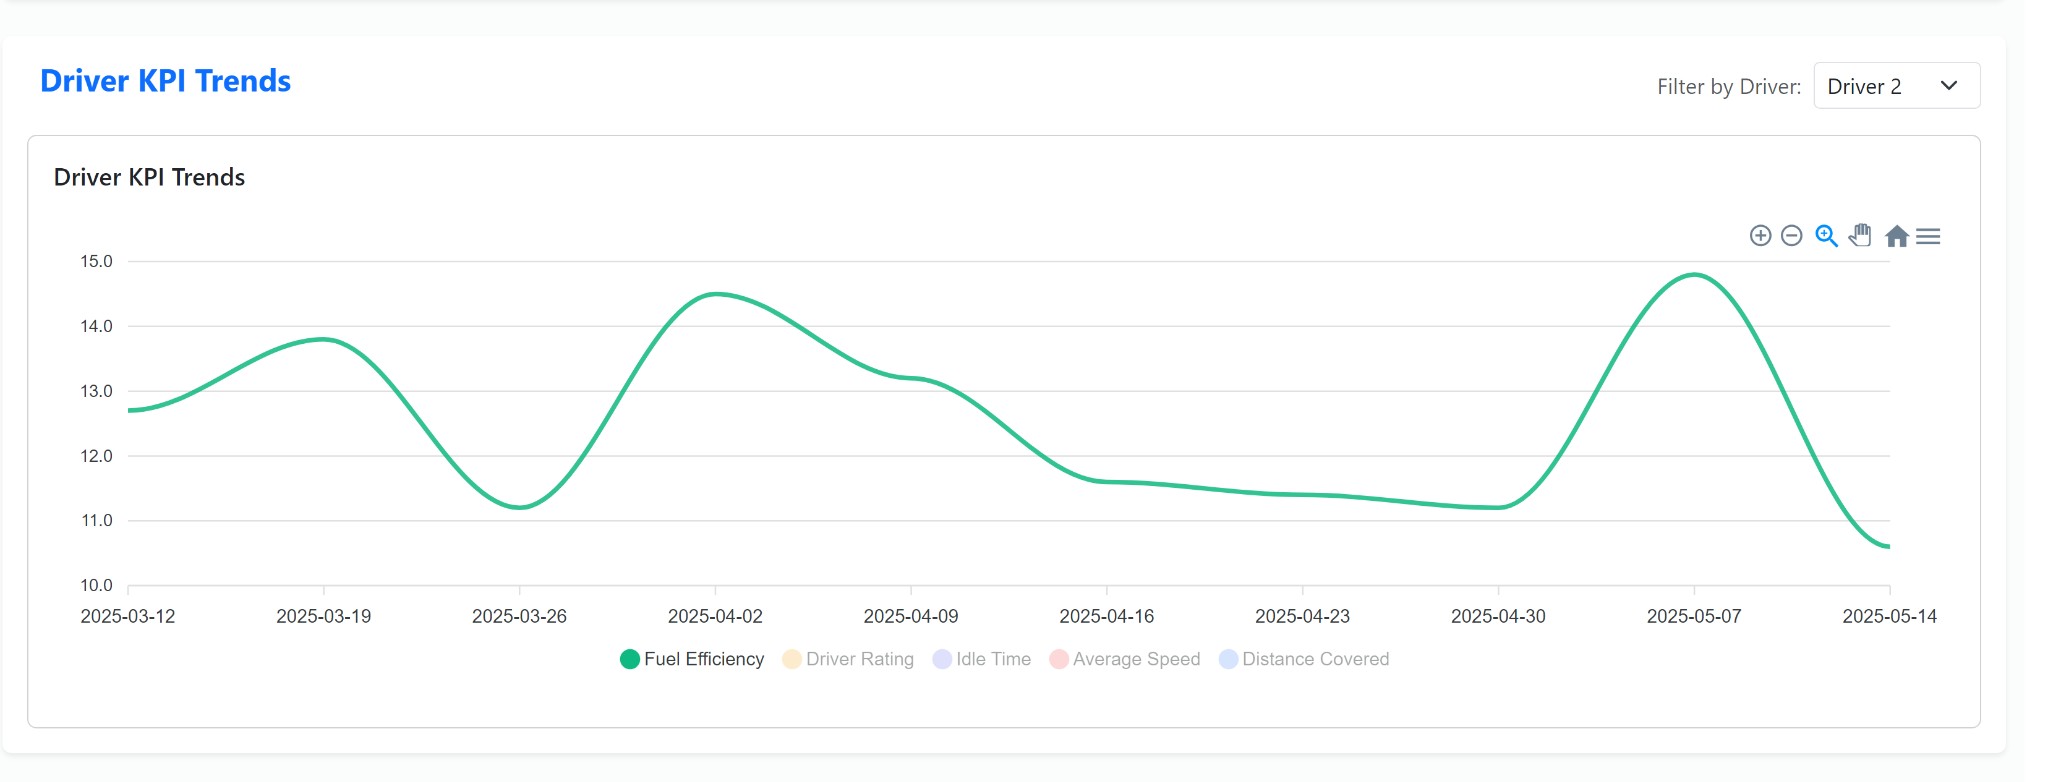 Driver KPI Trends
Filter by Driver: Driver 2
Driver KPI Trends
15.0
14.0
13.0
12.0
11.0
10.0
2025-03-12 2025-03-19 2025-03-26 2025-04-02 2025-04-09 2025-04-16 2025-04-23 2025-04-30 2025-05-07 2025-05-14
Fuel Efficiency Driver Rating Idle Time Average Speed Distance Covered